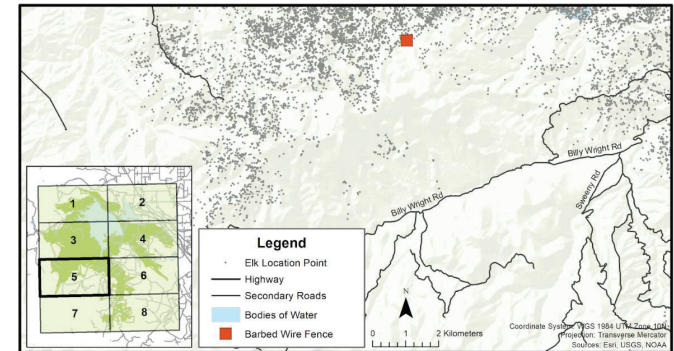 Billy Wright Rd
Billy Wright Rd
Sweeny Rd
1 2
3 4
5 6
7 8
Legend
Elk Location Point
Highway
Secondary Roads
Bodies of Water
Barbed Wire Fence
N
0 1 2 Kilometers
Coordinate System: WGS 1984 UTM Zone 10N
Projection: Transverse Mercator
Sources: Esri, USGS, NOAA